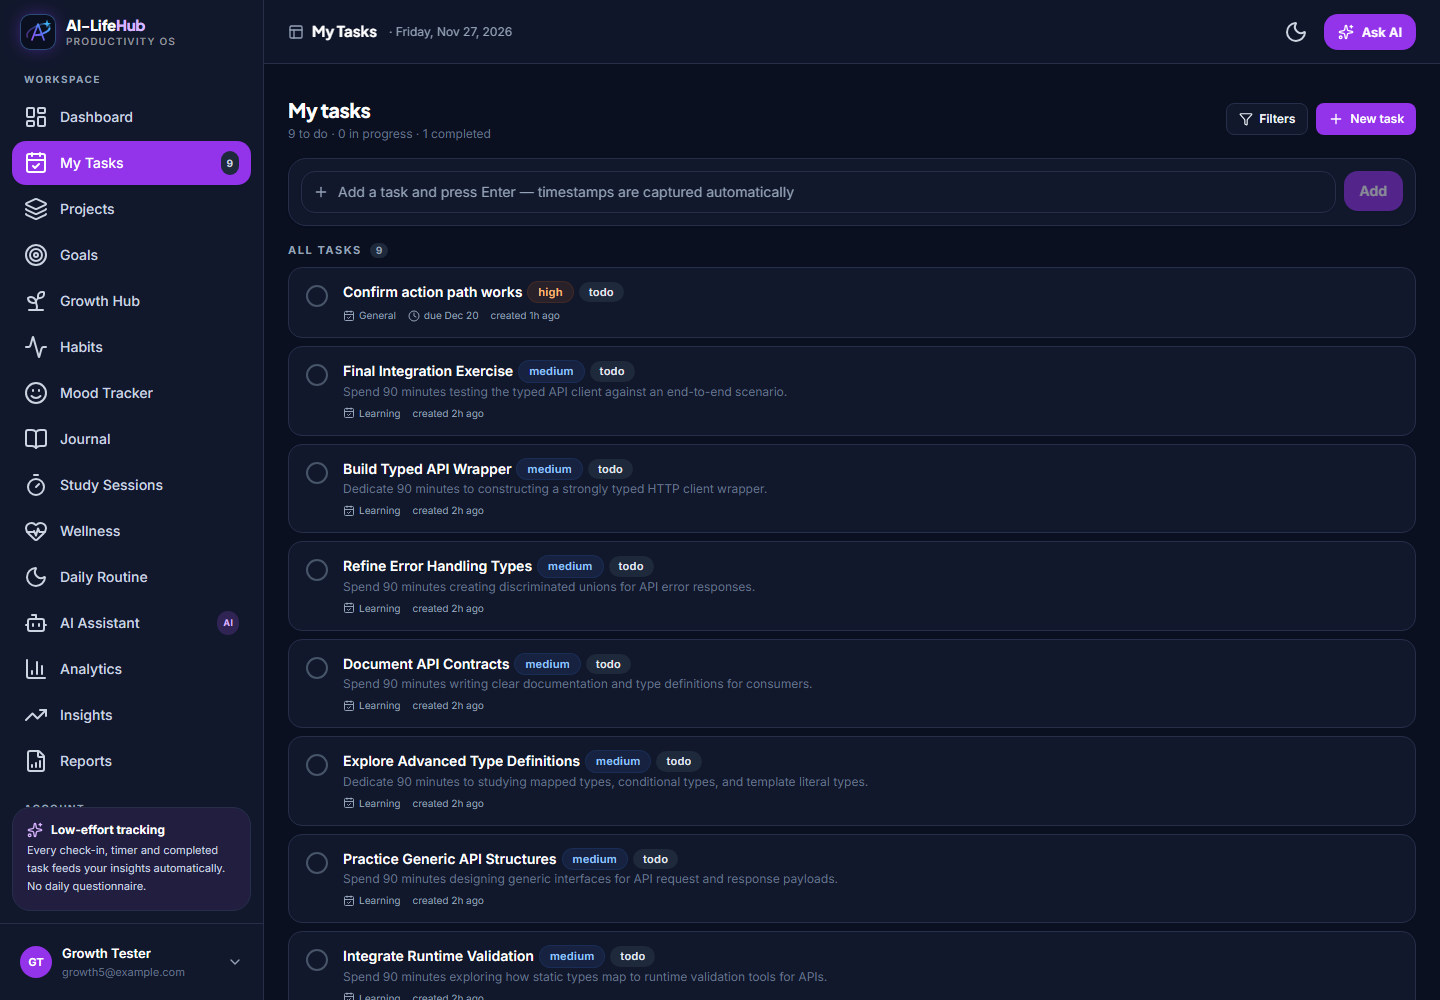 AI-LifeHub
PRODUCTIVITY OS
WORKSPACE
Dashboard
My Tasks 9
Projects
Goals
Growth Hub
Habits
Mood Tracker
Journal
Study Sessions
Wellness
Daily Routine
AI Assistant AI
Analytics
Insights
Reports
ACCOUNT
Low-effort tracking
Every check-in, timer and completed
task feeds your insights automatically.
No daily questionnaire.
GT Growth Tester
growth5@example.com
My Tasks · Friday, Nov 27, 2026
Ask AI
My tasks
9 to do · 0 in progress · 1 completed
Filters
New task
Add a task and press Enter — timestamps are captured automatically
Add
ALL TASKS 9
Confirm action path works high todo
General due Dec 20 created 1h ago
Final Integration Exercise medium todo
Spend 90 minutes testing the typed API client against an end-to-end scenario.
Learning created 2h ago
Build Typed API Wrapper medium todo
Dedicate 90 minutes to constructing a strongly typed HTTP client wrapper.
Learning created 2h ago
Refine Error Handling Types medium todo
Spend 90 minutes creating discriminated unions for API error responses.
Learning created 2h ago
Document API Contracts medium todo
Spend 90 minutes writing clear documentation and type definitions for consumers.
Learning created 2h ago
Explore Advanced Type Definitions medium todo
Dedicate 90 minutes to studying mapped types, conditional types, and template literal types.
Learning created 2h ago
Practice Generic API Structures medium todo
Spend 90 minutes designing generic interfaces for API request and response payloads.
Learning created 2h ago
Integrate Runtime Validation medium todo
Spend 90 minutes exploring how static types map to runtime validation tools for APIs.
Learning created 2h ago